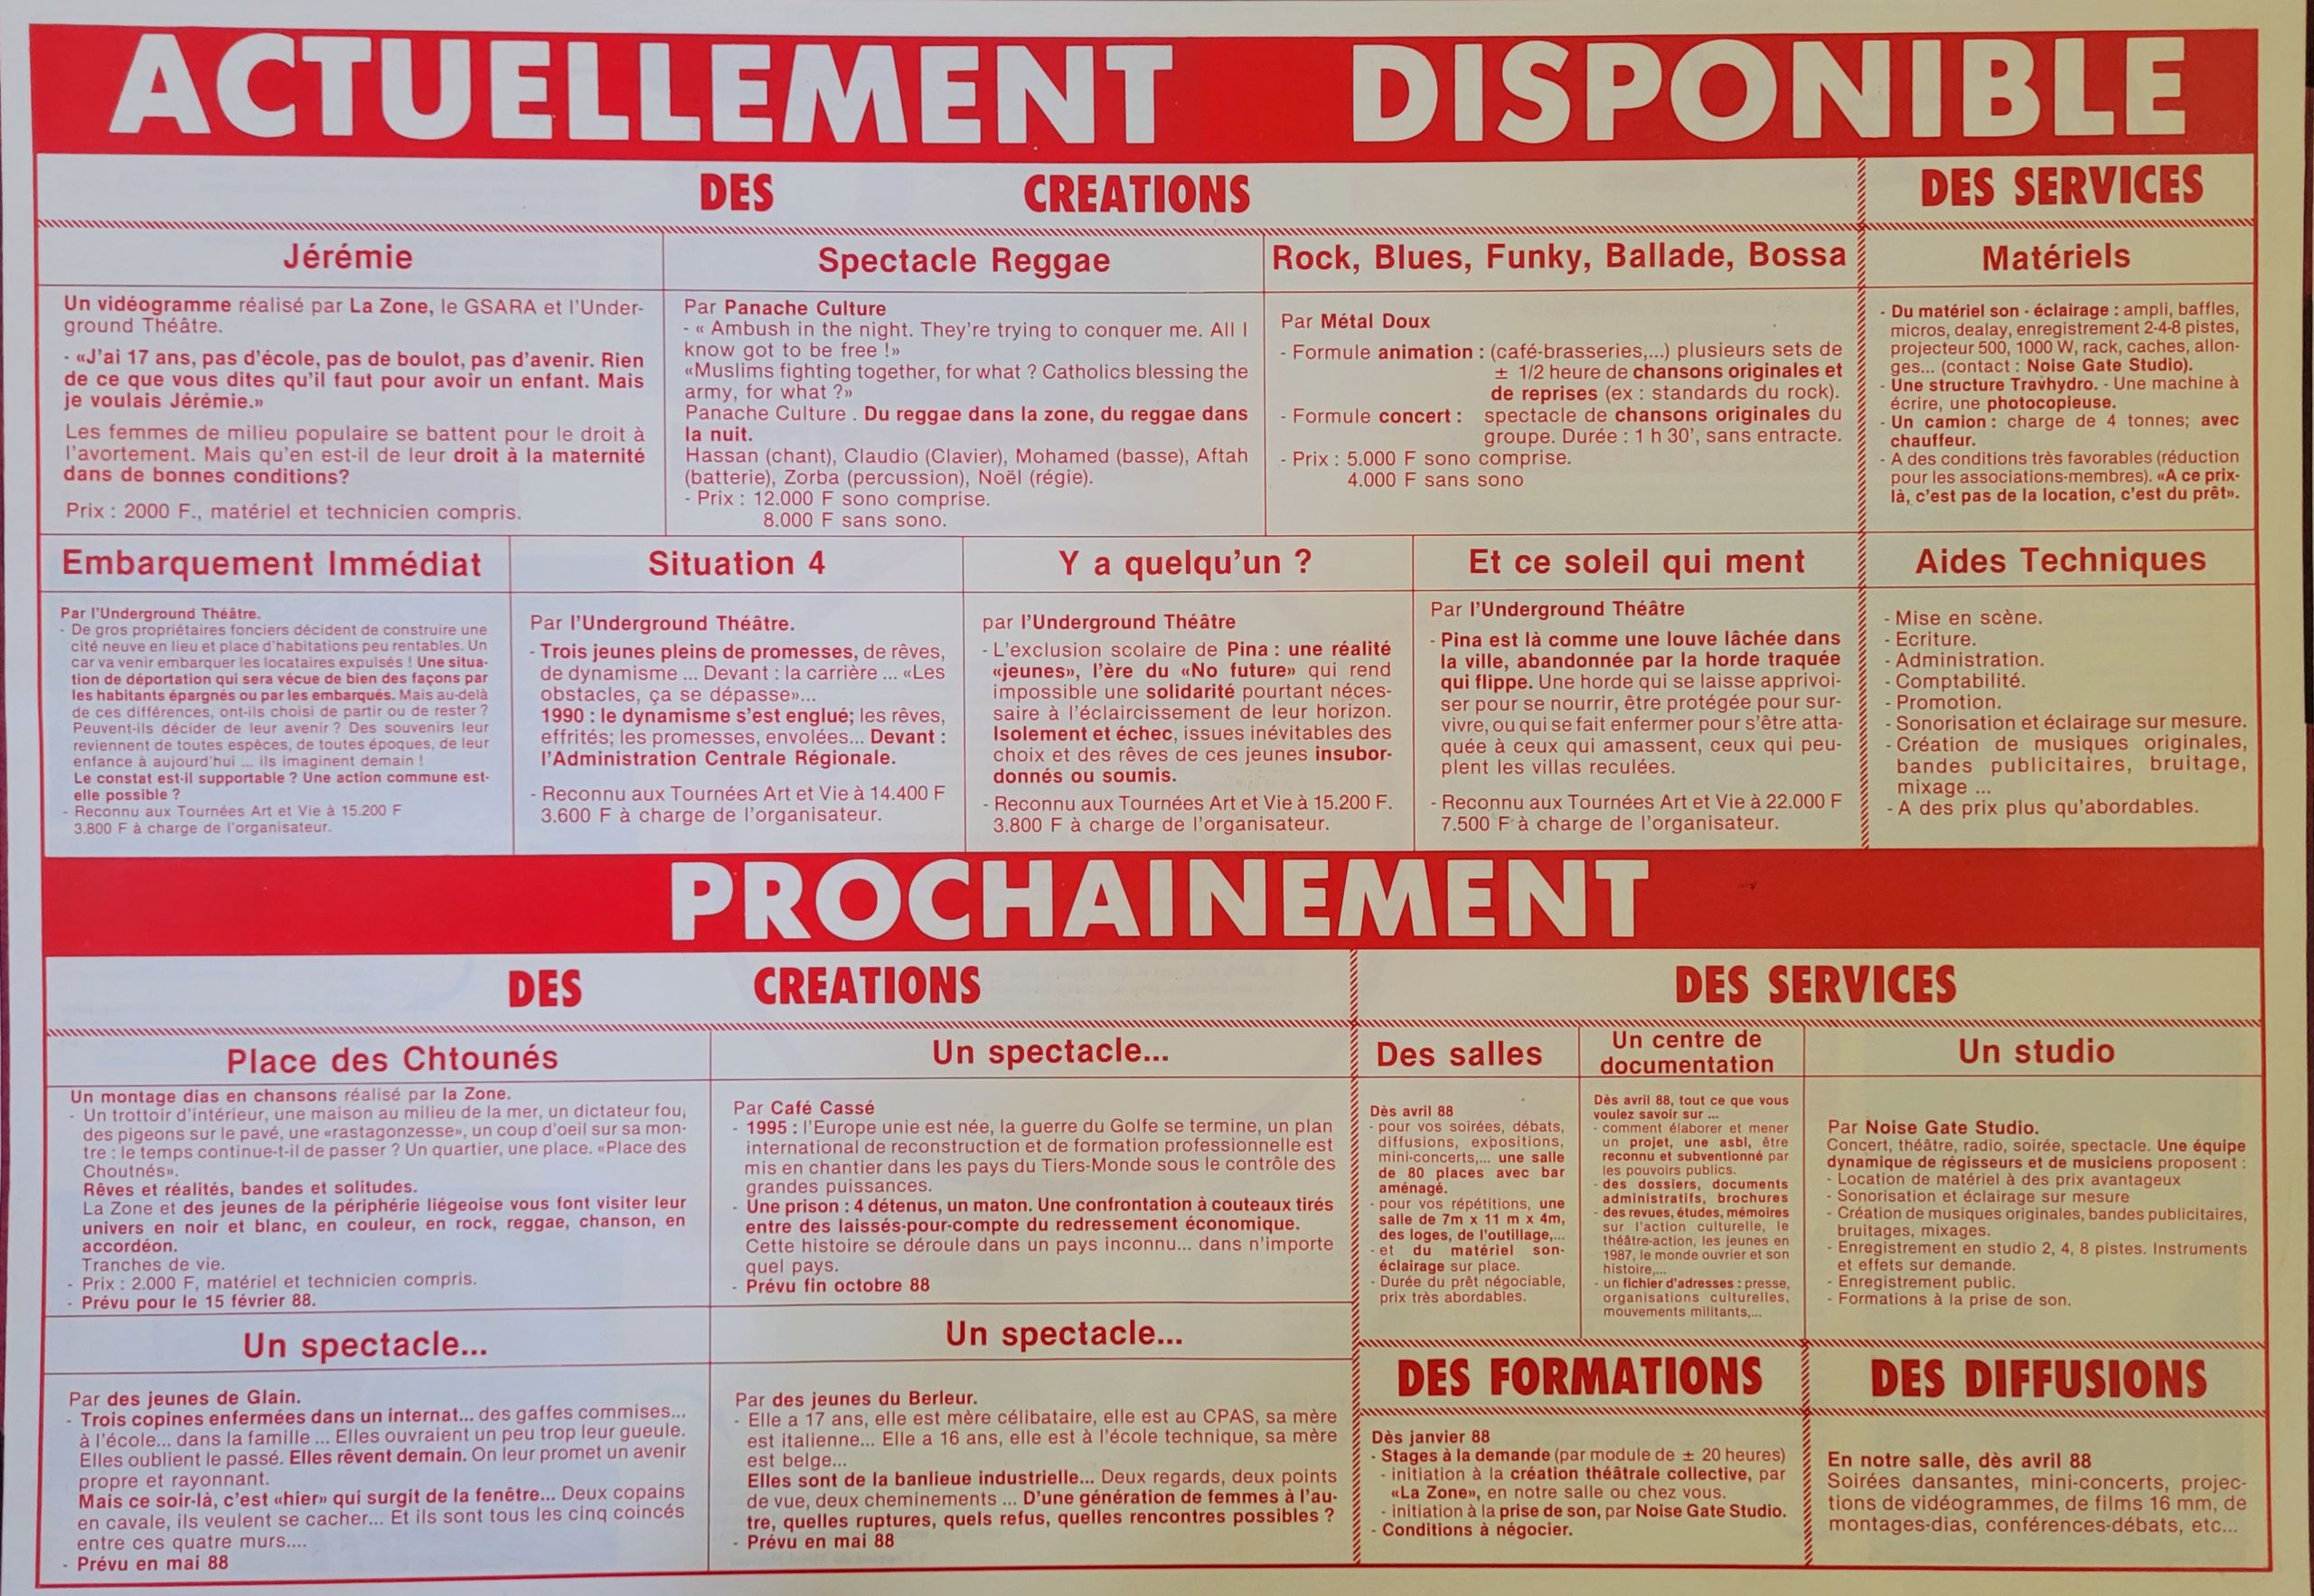 ACTUELLEMENT DISPONIBLE
DES CREATIONS
DES SERVICES
Jérémie
Un vidéogramme réalisé par La Zone, le GSARA et l'Under-
ground Théâtre.
- «J'ai 17 ans, pas d'école, pas de boulot, pas d'avenir. Rien
de ce que vous dites qu'il faut pour avoir un enfant. Mais
je voulais Jérémie.»
Les femmes de milieu populaire se battent pour le droit à
l'avortement. Mais qu'en est-il de leur droit à la maternité
dans de bonnes conditions?
Prix : 2000 F., matériel et technicien compris.
Spectacle Reggae
Par Panache Culture
- « Ambush in the night. They're trying to conquer me. All I
know got to be free !»
«Muslims fighting together, for what ? Catholics blessing the
army, for what ?»
Panache Culture . Du reggae dans la zone, du reggae dans
la nuit.
Hassan (chant), Claudio (Clavier), Mohamed (basse), Aftah
(batterie), Zorba (percussion), Noël (régie).
- Prix : 12.000 F sono comprise.
8.000 F sans sono.
Rock, Blues, Funky, Ballade, Bossa
Par Métal Doux
- Formule animation : (café-brasseries,...) plusieurs sets de
± 1/2 heure de chansons originales et
de reprises (ex : standards du rock).
- Formule concert : spectacle de chansons originales du
groupe. Durée : 1 h 30', sans entracte.
- Prix : 5.000 F sono comprise.
4.000 F sans sono
Matériels
- Du matériel son - éclairage : ampli, baffles,
micros, dealay, enregistrement 2-4-8 pistes,
projecteur 500, 1000 W, rack, caches, allon-
ges... (contact : Noise Gate Studio).
- Une structure Travhydro. - Une machine à
écrire, une photocopieuse.
- Un camion : charge de 4 tonnes; avec
chauffeur.
- A des conditions très favorables (réduction
pour les associations-membres). «A ce prix-
là, c'est pas de la location, c'est du prêt».
Embarquement Immédiat
Par l'Underground Théâtre.
- De gros propriétaires fonciers décident de construire une
cité neuve en lieu et place d'habitations peu rentables. Un
car va venir embarquer les locataires expulsés ! Une situa-
tion de déportation qui sera vécue de bien des façons par
les habitants épargnés ou par les embarqués. Mais au-delà
de ces différences, ont-ils choisi de partir ou de rester ?
Peuvent-ils décider de leur avenir ? Des souvenirs leur
reviennent de toutes espèces, de toutes époques, de leur
enfance à aujourd'hui ... ils imaginent demain !
Le constat est-il supportable ? Une action commune est-
elle possible ?
- Reconnu aux Tournées Art et Vie à 15.200 F
3.800 F à charge de l'organisateur.
Situation 4
Par l'Underground Théâtre.
- Trois jeunes pleins de promesses, de rêves,
de dynamisme ... Devant : la carrière ... «Les
obstacles, ça se dépasse»...
1990 : le dynamisme s'est englué; les rêves,
effrités; les promesses, envolées... Devant :
l'Administration Centrale Régionale.
- Reconnu aux Tournées Art et Vie à 14.400 F
3.600 F à charge de l'organisateur.
Y a quelqu'un ?
par l'Underground Théâtre
- L'exclusion scolaire de Pina : une réalité
«jeunes», l'ère du «No future» qui rend
impossible une solidarité pourtant néces-
saire à l'éclaircissement de leur horizon.
Isolement et échec, issues inévitables des
choix et des rêves de ces jeunes insubor-
donnés ou soumis.
- Reconnu aux Tournées Art et Vie à 15.200 F.
3.800 F à charge de l'organisateur.
Et ce soleil qui ment
Par l'Underground Théâtre
- Pina est là comme une louve lâchée dans
la ville, abandonnée par la horde traquée
qui flippe. Une horde qui se laisse apprivoi-
ser pour se nourrir, être protégée pour sur-
vivre, ou qui se fait enfermer pour s'être atta-
quée à ceux qui amassent, ceux qui peu-
plent les villas reculées.
- Reconnu aux Tournées Art et Vie à 22.000 F
7.500 F à charge de l'organisateur.
Aides Techniques
- Mise en scène.
- Ecriture.
- Administration.
- Comptabilité.
- Promotion.
- Sonorisation et éclairage sur mesure.
- Création de musiques originales,
bandes publicitaires, bruitage,
mixage ...
- A des prix plus qu'abordables.
PROCHAINEMENT
DES CREATIONS
DES SERVICES
Place des Chtounés
Un montage dias en chansons réalisé par la Zone.
- Un trottoir d'intérieur, une maison au milieu de la mer, un dictateur fou,
des pigeons sur le pavé, une «rastagonzesse», un coup d'oeil sur sa mon-
tre : le temps continue-t-il de passer ? Un quartier, une place. «Place des
Choutnés».
Rêves et réalités, bandes et solitudes.
La Zone et des jeunes de la périphérie liégeoise vous font visiter leur
univers en noir et blanc, en couleur, en rock, reggae, chanson, en
accordéon.
Tranches de vie.
- Prix : 2.000 F, matériel et technicien compris.
- Prévu pour le 15 février 88.
Un spectacle...
Par Café Cassé
- 1995 : l'Europe unie est née, la guerre du Golfe se termine, un plan
international de reconstruction et de formation professionnelle est
mis en chantier dans les pays du Tiers-Monde sous le contrôle des
grandes puissances.
- Une prison : 4 détenus, un maton. Une confrontation à couteaux tirés
entre des laissés-pour-compte du redressement économique.
Cette histoire se déroule dans un pays inconnu... dans n'importe
quel pays.
- Prévu fin octobre 88
Des salles
Dès avril 88
- pour vos soirées, débats,
diffusions, expositions,
mini-concerts,... une salle
de 80 places avec bar
aménagé.
- pour vos répétitions, une
salle de 7m x 11 m x 4m,
des loges, de l'outillage,...
- et du matériel son-
éclairage sur place.
- Durée du prêt négociable,
prix très abordables.
Un centre de
documentation
Dès avril 88, tout ce que vous
voulez savoir sur ...
- comment élaborer et mener
un projet, une asbl, être
reconnu et subventionné par
les pouvoirs publics.
- des dossiers, documents
administratifs, brochures
- des revues, études, mémoires
sur l'action culturelle, le
théâtre-action, les jeunes en
1987, le monde ouvrier et son
histoire,...
- un fichier d'adresses : presse,
organisations culturelles,
mouvements militants,...
Un studio
Par Noise Gate Studio.
Concert, théâtre, radio, soirée, spectacle. Une équipe
dynamique de régisseurs et de musiciens proposent :
- Location de matériel à des prix avantageux
- Sonorisation et éclairage sur mesure
- Création de musiques originales, bandes publicitaires,
bruitages, mixages.
- Enregistrement en studio 2, 4, 8 pistes. Instruments
et effets sur demande.
- Enregistrement public.
- Formations à la prise de son.
Un spectacle...
Par des jeunes de Glain.
- Trois copines enfermées dans un internat... des gaffes commises...
à l'école... dans la famille ... Elles ouvraient un peu trop leur gueule.
Elles oublient le passé. Elles rêvent demain. On leur promet un avenir
propre et rayonnant.
Mais ce soir-là, c'est «hier» qui surgit de la fenêtre... Deux copains
en cavale, ils veulent se cacher... Et ils sont tous les cinq coincés
entre ces quatre murs....
- Prévu en mai 88
Un spectacle...
Par des jeunes du Berleur.
- Elle a 17 ans, elle est mère célibataire, elle est au CPAS, sa mère
est italienne... Elle a 16 ans, elle est à l'école technique, sa mère
est belge...
Elles sont de la banlieue industrielle... Deux regards, deux points
de vue, deux cheminements ... D'une génération de femmes à l'au-
tre, quelles ruptures, quels refus, quelles rencontres possibles ?
- Prévu en mai 88
DES FORMATIONS
Dès janvier 88
- Stages à la demande (par module de ± 20 heures)
- initiation à la création théâtrale collective, par
«La Zone», en notre salle ou chez vous.
- initiation à la prise de son, par Noise Gate Studio.
- Conditions à négocier.
DES DIFFUSIONS
En notre salle, dès avril 88
Soirées dansantes, mini-concerts, projec-
tions de vidéogrammes, de films 16 mm, de
montages-dias, conférences-débats, etc...